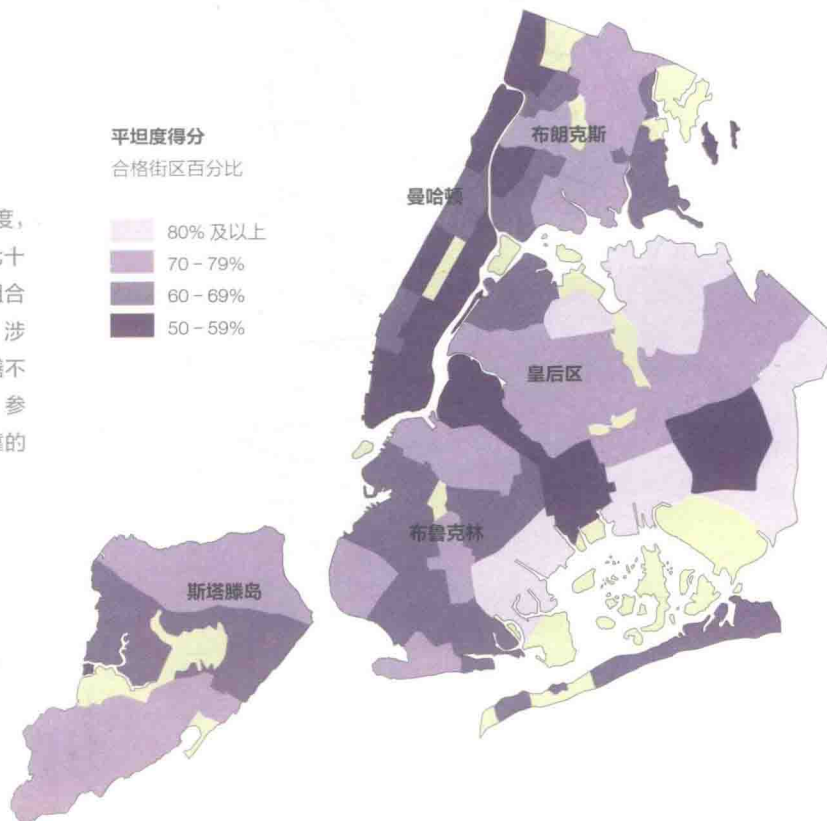 平坦度得分
合格街区百分比
80% 及以上
70 – 79%
60 – 69%
50 – 59%
度,
十
合
涉
不
参
的
曼哈顿
布朗克斯
皇后区
布鲁克林
斯塔滕岛